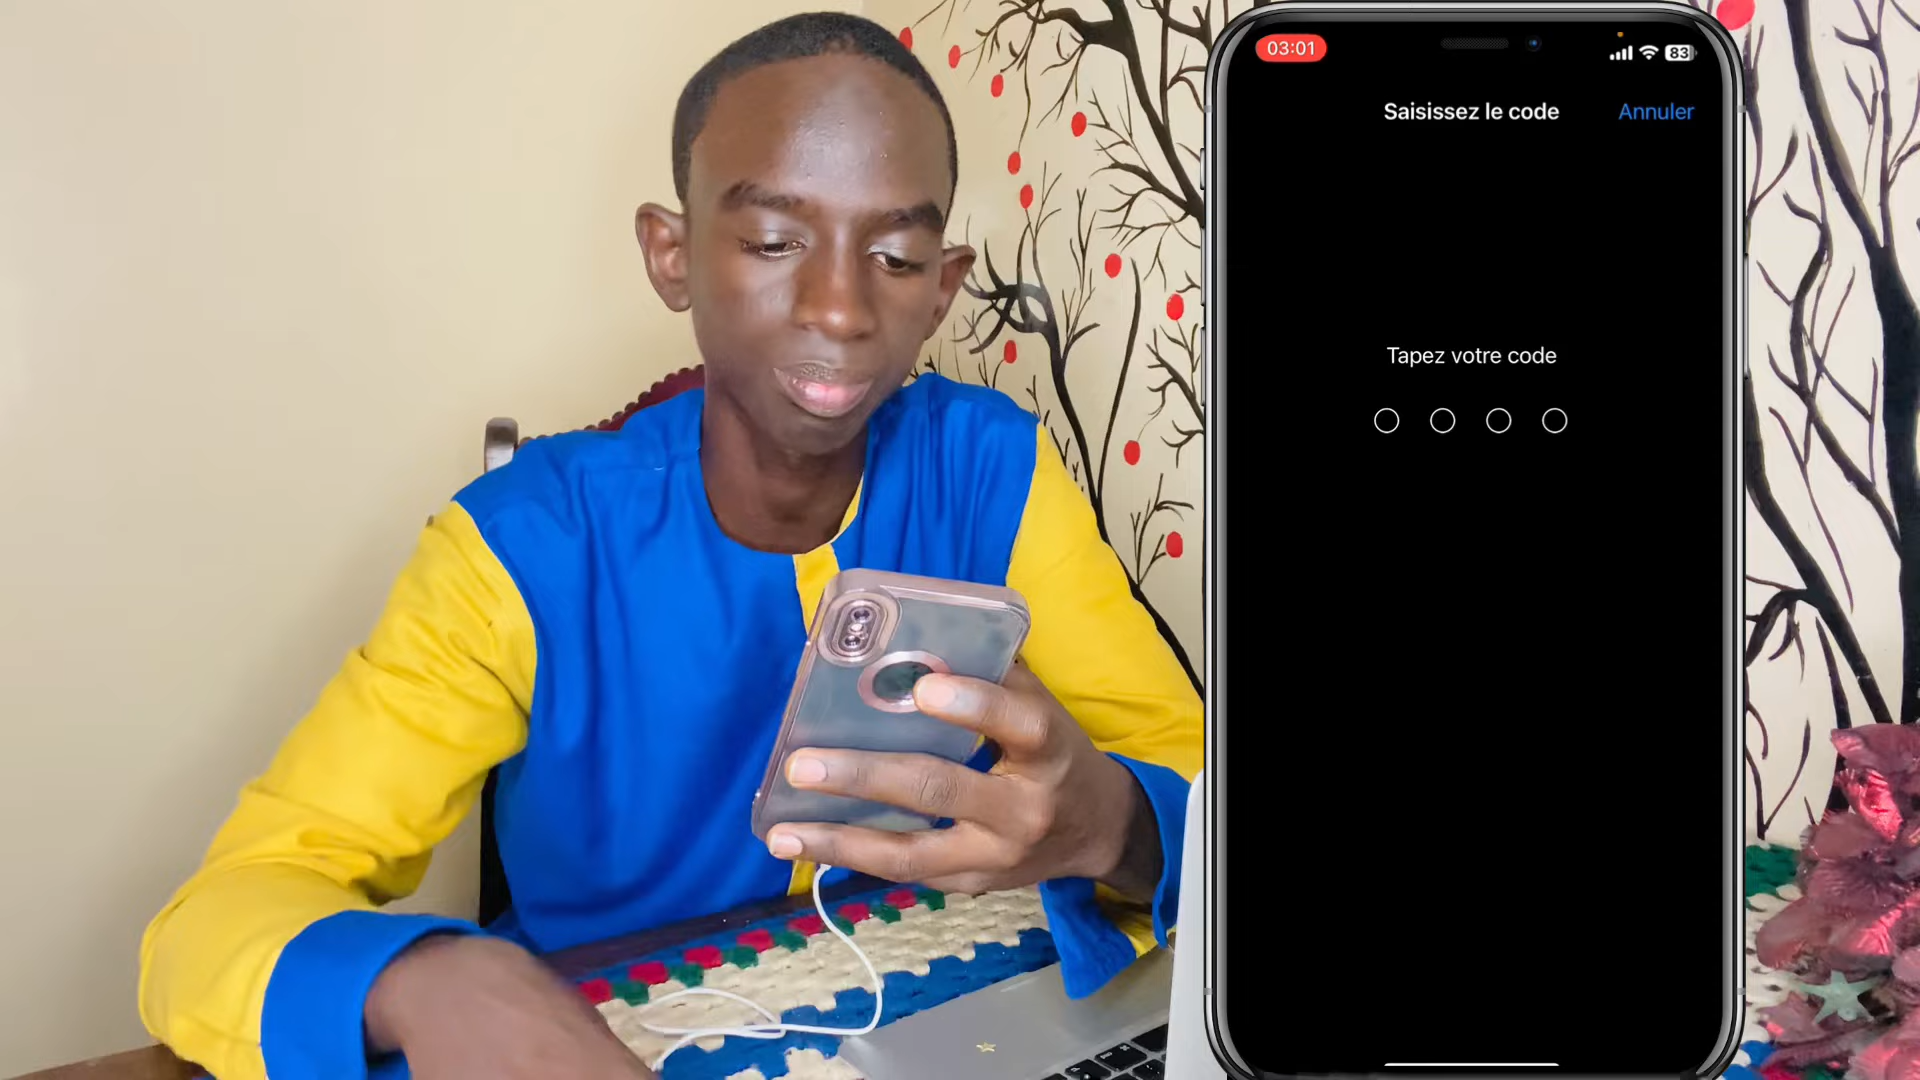 03:01
83
Saisissez le code
Annuler
Tapez votre code